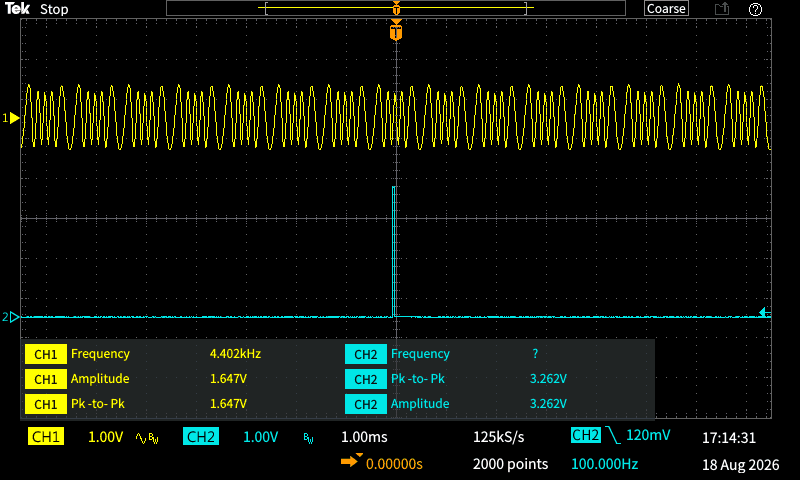 Tek Stop T Coarse ?
T
1
2
CH1 Frequency 4.402kHz CH2 Frequency ?
CH1 Amplitude 1.647V CH2 Pk -to- Pk 3.262V
CH1 Pk -to- Pk 1.647V CH2 Amplitude 3.262V
CH1 1.00V BW CH2 1.00V BW 1.00ms 125kS/s CH2 120mV 17:14:31
0.00000s 2000 points 100.000Hz 18 Aug 2026